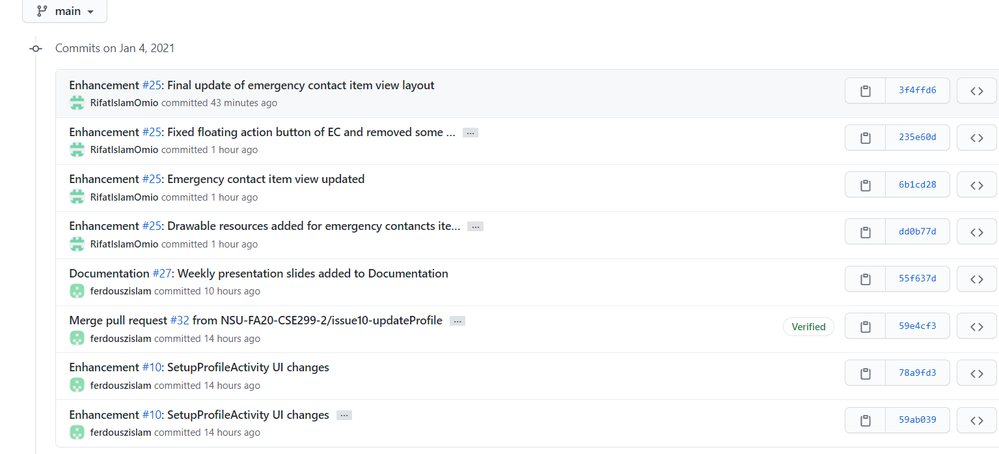 main
Commits on Jan 4, 2021
Enhancement #25: Final update of emergency contact item view layout
RifatIslamOmio committed 43 minutes ago
3f4ffd6
Enhancement #25: Fixed floating action button of EC and removed some ... …
RifatIslamOmio committed 1 hour ago
235e60d
Enhancement #25: Emergency contact item view updated
RifatIslamOmio committed 1 hour ago
6b1cd28
Enhancement #25: Drawable resources added for emergency contancts ite... …
RifatIslamOmio committed 1 hour ago
dd0b77d
Documentation #27: Weekly presentation slides added to Documentation
ferdouszislam committed 10 hours ago
55f637d
Merge pull request #32 from NSU-FA20-CSE299-2/issue10-updateProfile …
ferdouszislam committed 14 hours ago
Verified
59e4cf3
Enhancement #10: SetupProfileActivity UI changes
ferdouszislam committed 14 hours ago
78a9fd3
Enhancement #10: SetupProfileActivity UI changes …
ferdouszislam committed 14 hours ago
59ab039